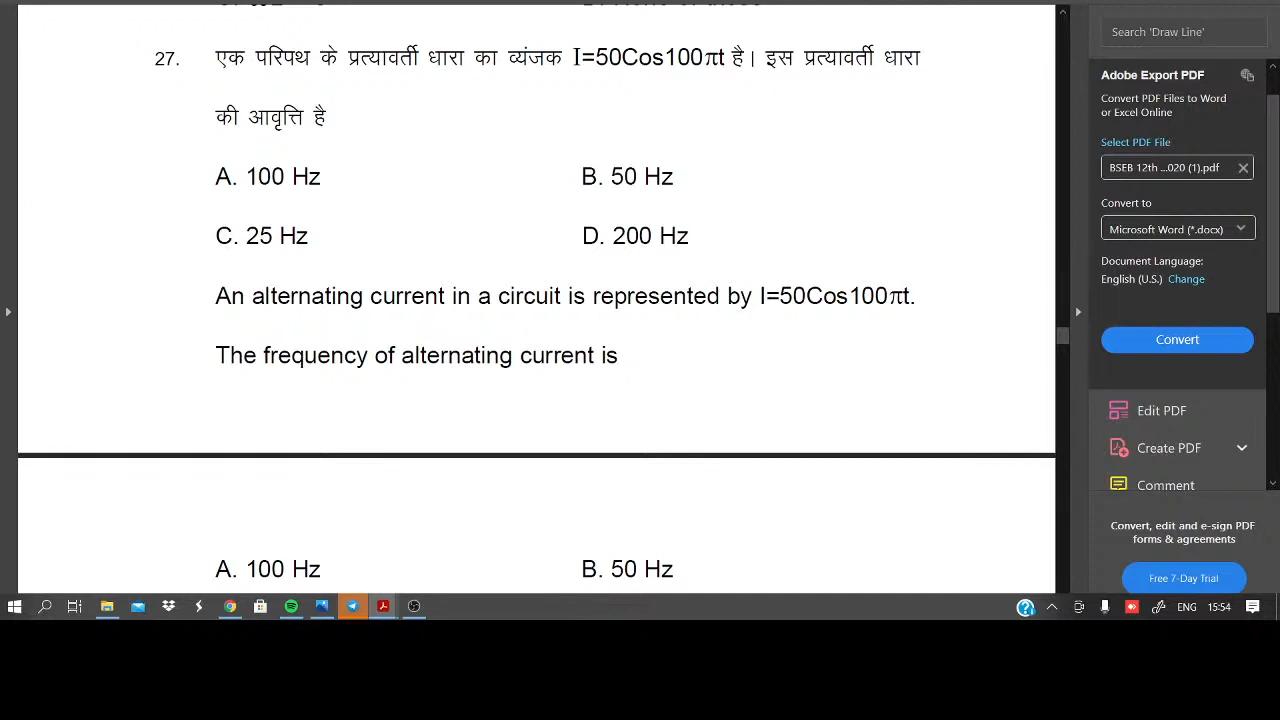 27. एक परिपथ के प्रत्यावर्ती धारा का व्यंजक I=50Cos100πt है। इस प्रत्यावर्ती धारा
की आवृत्ति है
A. 100 Hz B. 50 Hz
C. 25 Hz D. 200 Hz
An alternating current in a circuit is represented by I=50Cos100πt.
The frequency of alternating current is
A. 100 Hz B. 50 Hz
Search 'Draw Line'
Adobe Export PDF
Convert PDF Files to Word
or Excel Online
Select PDF File
BSEB 12th ...020 (1).pdf
Convert to
Microsoft Word (*.docx)
Document Language:
English (U.S.) Change
Convert
Edit PDF
Create PDF
Comment
Convert, edit and e-sign PDF
forms & agreements
Free 7-Day Trial
ENG 15:54